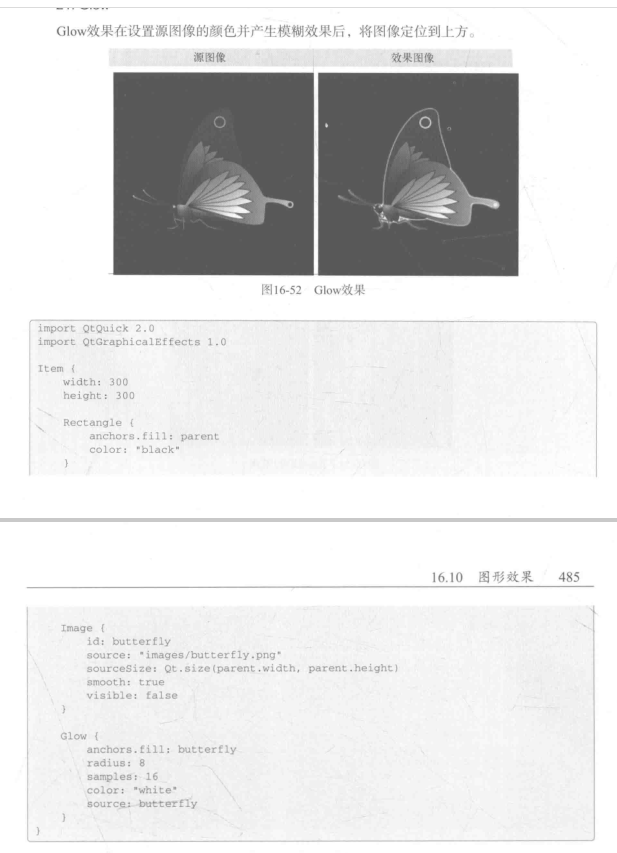 Glow效果在设置源图像的颜色并产生模糊效果后，将图像定位到上方。
源图像 效果图像
图16-52 Glow效果
import QtQuick 2.0
import QtGraphicalEffects 1.0
Item {
width: 300
height: 300
Rectangle {
anchors.fill: parent
color: "black"
}
16.10 图形效果 485
Image {
id: butterfly
source: "images/butterfly.png"
sourceSize: Qt.size(parent.width, parent.height)
smooth: true
visible: false
}
Glow {
anchors.fill: butterfly
radius: 8
samples: 16
color: "white"
source: butterfly
}
}